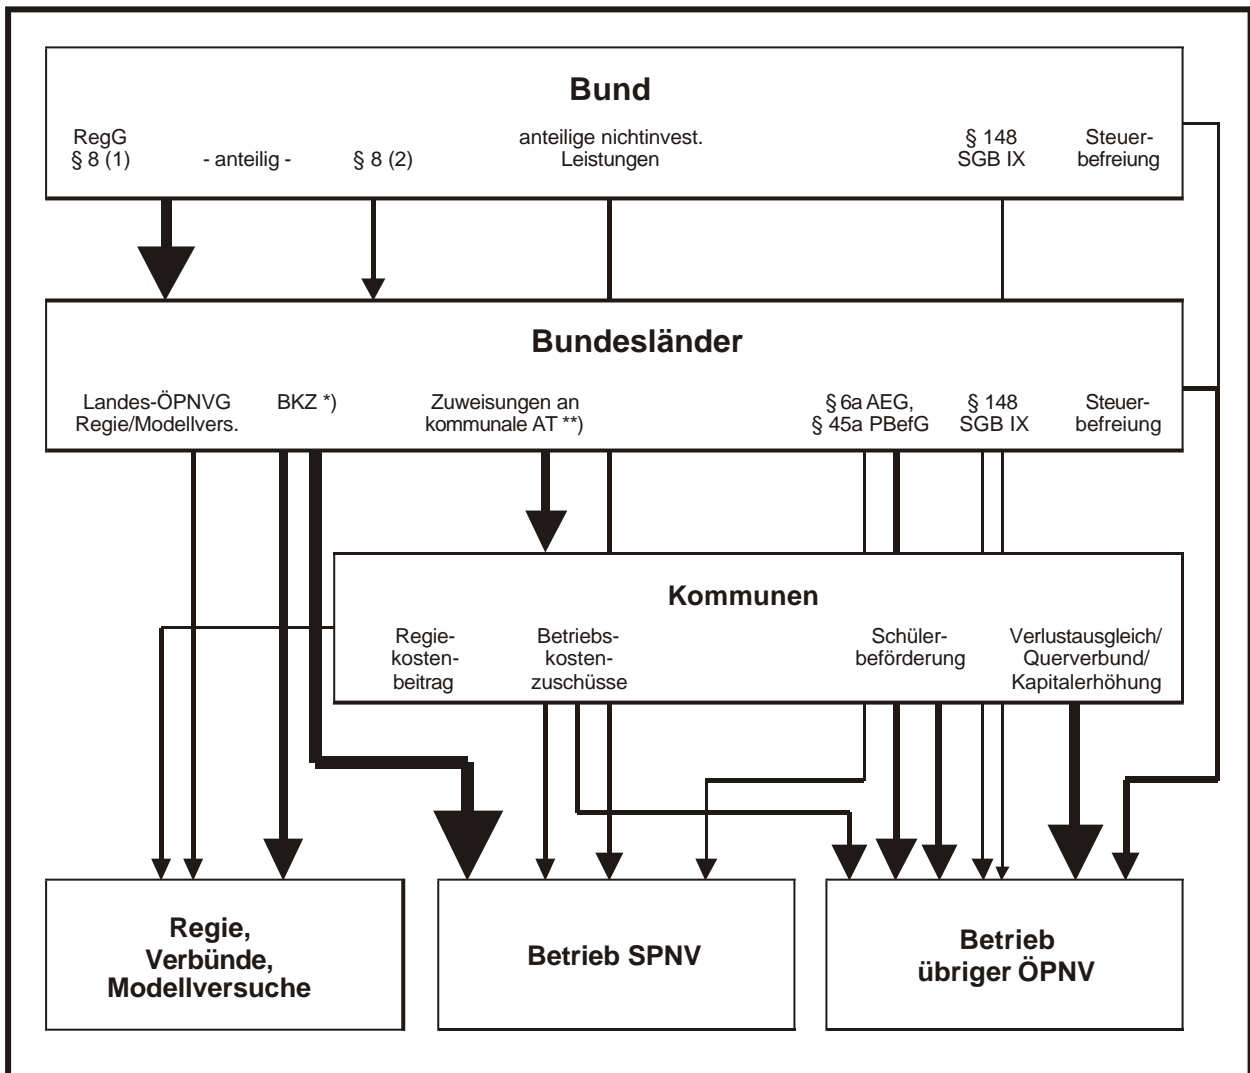 Bund
RegG
§ 8 (1)
- anteilig -
§ 8 (2)
anteilige nichtinvest.
Leistungen
§ 148
SGB IX
Steuer-
befreiung
Bundesländer
Landes-ÖPNVG
Regie/Modellvers.
BKZ *)
Zuweisungen an
kommunale AT **)
§ 6a AEG,
§ 45a PBefG
§ 148
SGB IX
Steuer-
befreiung
Kommunen
Regie-
kosten-
beitrag
Betriebs-
kosten-
zuschüsse
Schüler-
beförderung
Verlustausgleich/
Querverbund/
Kapitalerhöhung
Regie,
Verbünde,
Modellversuche
Betrieb SPNV
Betrieb
übriger ÖPNV